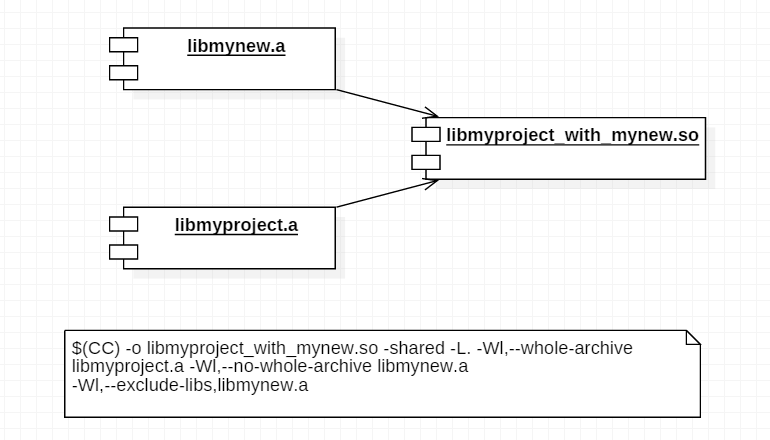 libmynew.a
libmyproject_with_mynew.so
libmyproject.a
$(CC) -o libmyproject_with_mynew.so -shared -L. -Wl,--whole-archive
libmyproject.a -Wl,--no-whole-archive libmynew.a
-Wl,--exclude-libs,libmynew.a